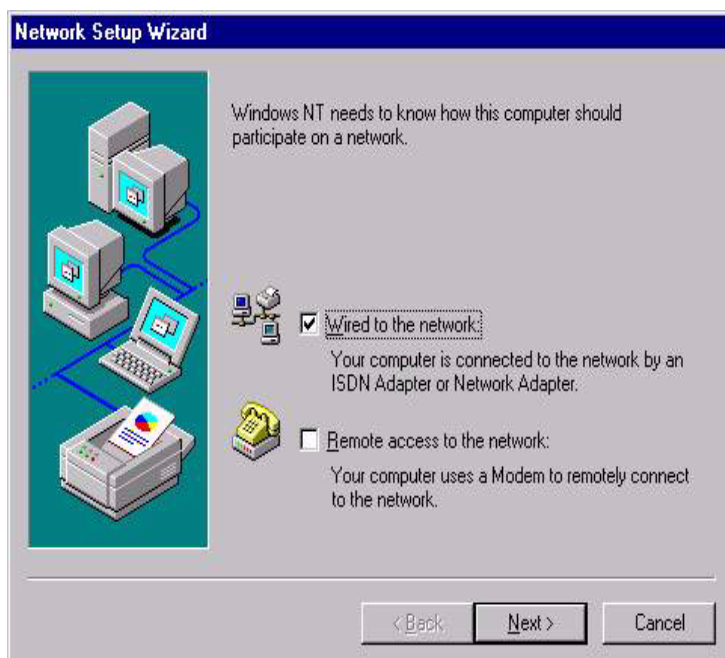 Network Setup Wizard
Windows NT needs to know how this computer should
participate on a network.
Wired to the network:
Your computer is connected to the network by an
ISDN Adapter or Network Adapter.
Remote access to the network:
Your computer uses a Modem to remotely connect
to the network.
< Back
Next >
Cancel